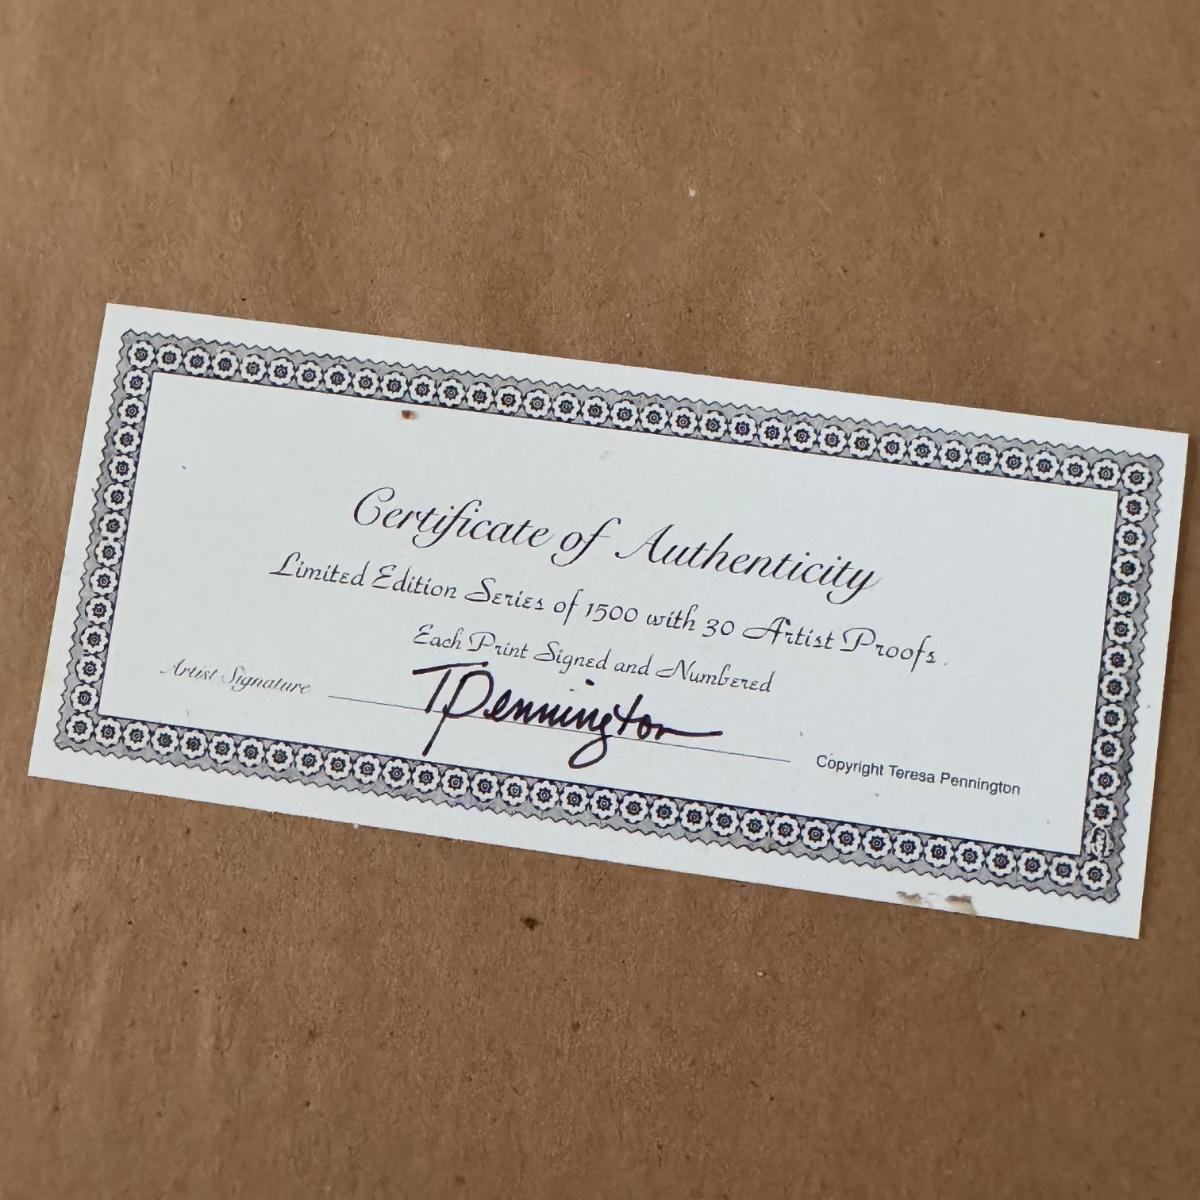 Certificate of Authenticity
Limited Edition Series of 1500 with 30 Artist Proofs.
Each Print Signed and Numbered
Artist Signature TPennington
Copyright Teresa Pennington